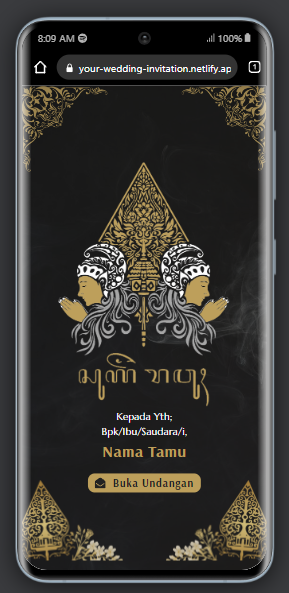 8:09 AM
100%
your-wedding-invitation.netlify.ap
1
Kepada Yth;
Bpk/Ibu/Saudara/i,
Nama Tamu
Buka Undangan